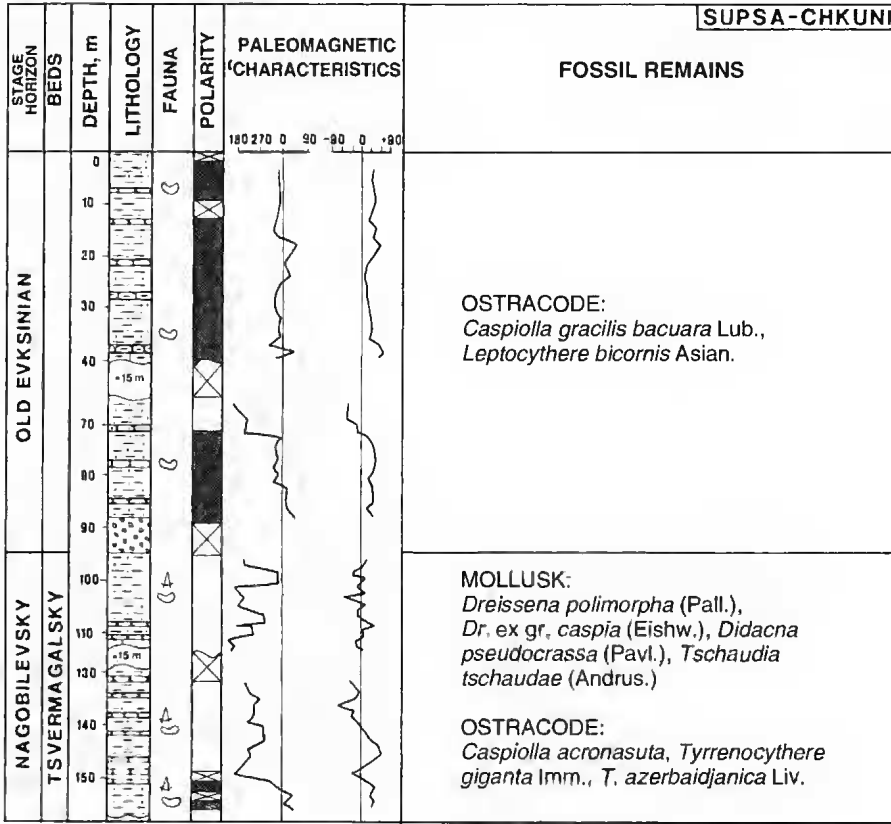 SUPSA-CHKUNI
STAGE
HORIZON
BEDS
DEPTH, m
LITHOLOGY
FAUNA
POLARITY
PALEOMAGNETIC
CHARACTERISTICS
FOSSIL REMAINS
180 270 0 90 -90 0 +90
OLD EVKSINIAN
0
10
20
30
40
≈15 m
70
80
90
OSTRACODE:
Caspiolla gracilis bacuara Lub.,
Leptocythere bicornis Asian.
NAGOBILEVSKY
TSVERMAGALSKY
100
110
≈15 m
130
140
150
MOLLUSK:
Dreissena polimorpha (Pall.),
Dr. ex gr. caspia (Eishw.), Didacna
pseudocrassa (Pavl.), Tschaudia
tschaudae (Andrus.)
OSTRACODE:
Caspiolla acronasuta, Tyrrenocythere
giganta Imm., T. azerbaidjanica Liv.